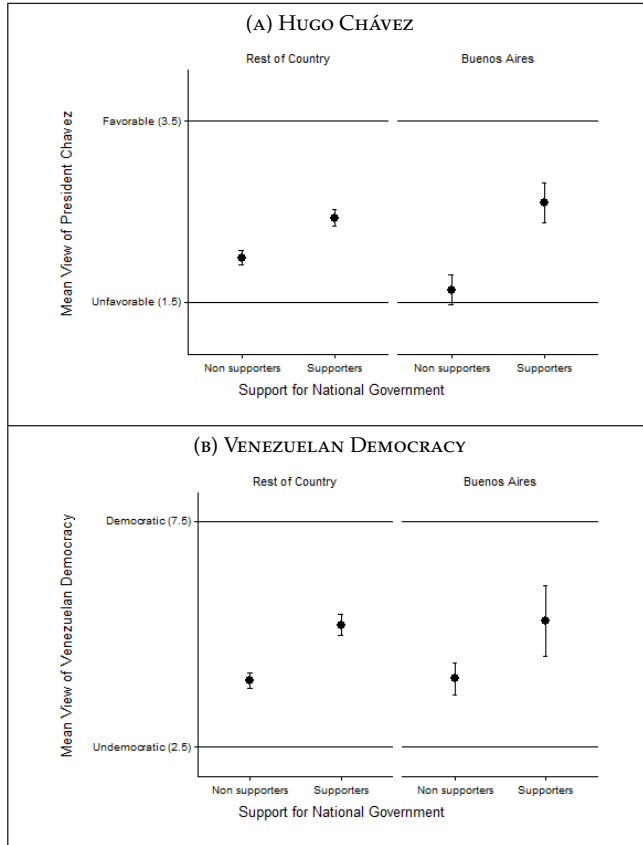 (A) HUGO CHÁVEZ
Rest of Country Buenos Aires
Mean View of President Chavez
Favorable (3.5)
Unfavorable (1.5)
Non supporters Supporters Non supporters Supporters
Support for National Government
(B) VENEZUELAN DEMOCRACY
Rest of Country Buenos Aires
Mean View of Venezuelan Democracy
Democratic (7.5)
Undemocratic (2.5)
Non supporters Supporters Non supporters Supporters
Support for National Government